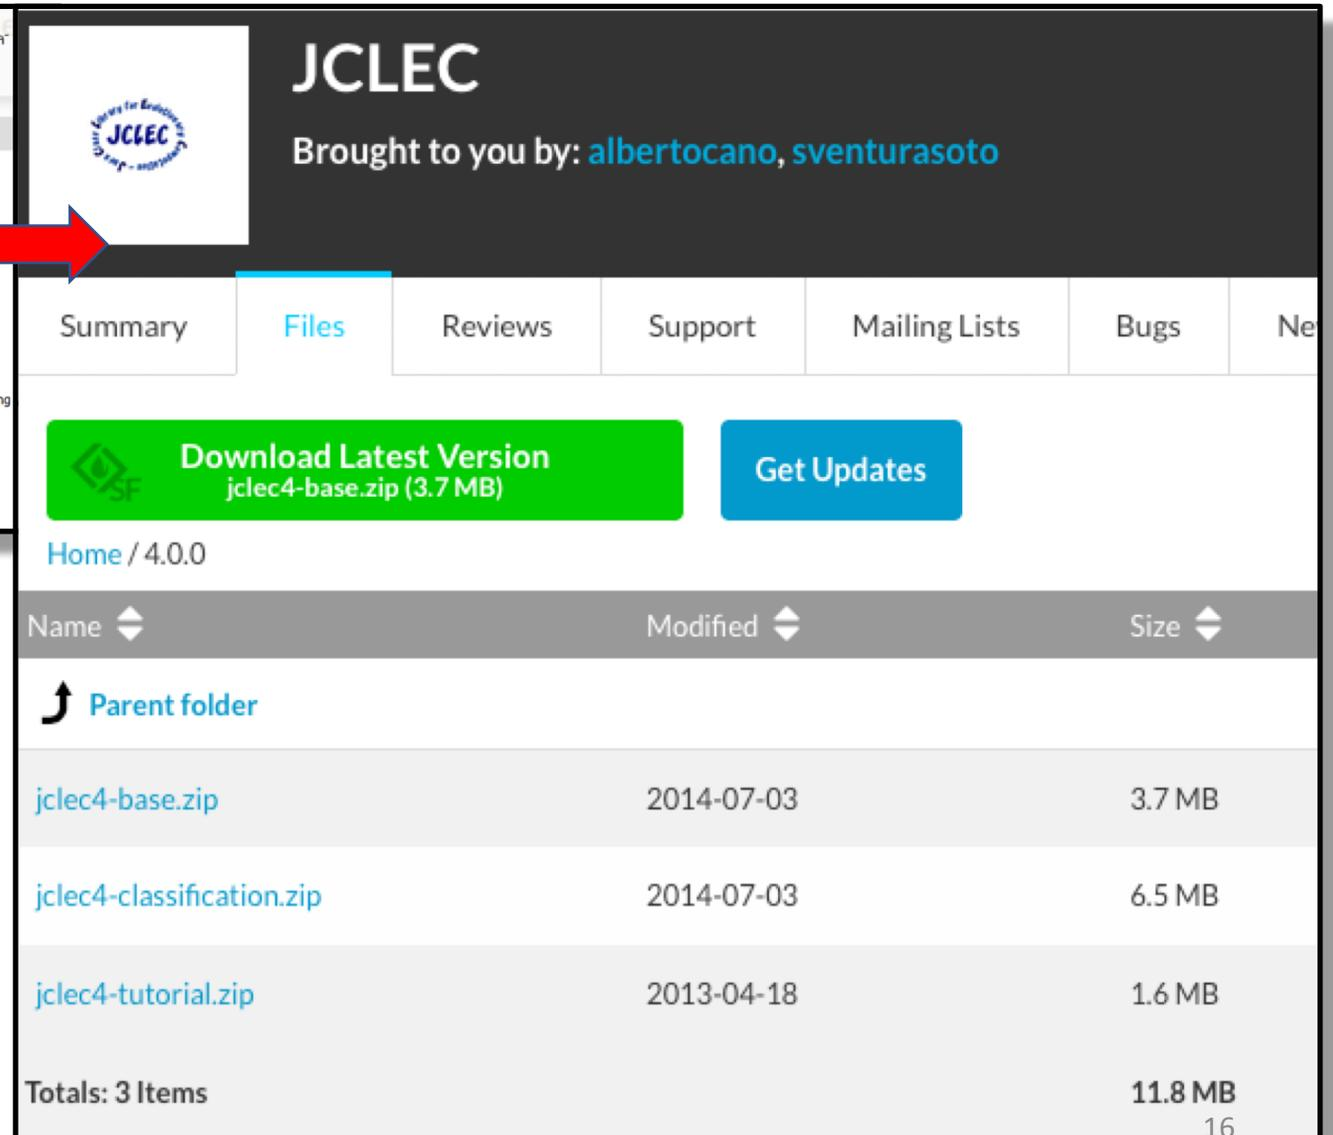 JCLEC
JCLEC
Brought to you by: albertocano, sventurasoto
Summary Files Reviews Support Mailing Lists Bugs
Download Latest Version
jclec4-base.zip (3.7 MB)
SF
Get Updates
Home / 4.0.0
Name Modified Size
Parent folder
jclec4-base.zip 2014-07-03 3.7 MB
jclec4-classification.zip 2014-07-03 6.5 MB
jclec4-tutorial.zip 2013-04-18 1.6 MB
Totals: 3 Items 11.8 MB
16